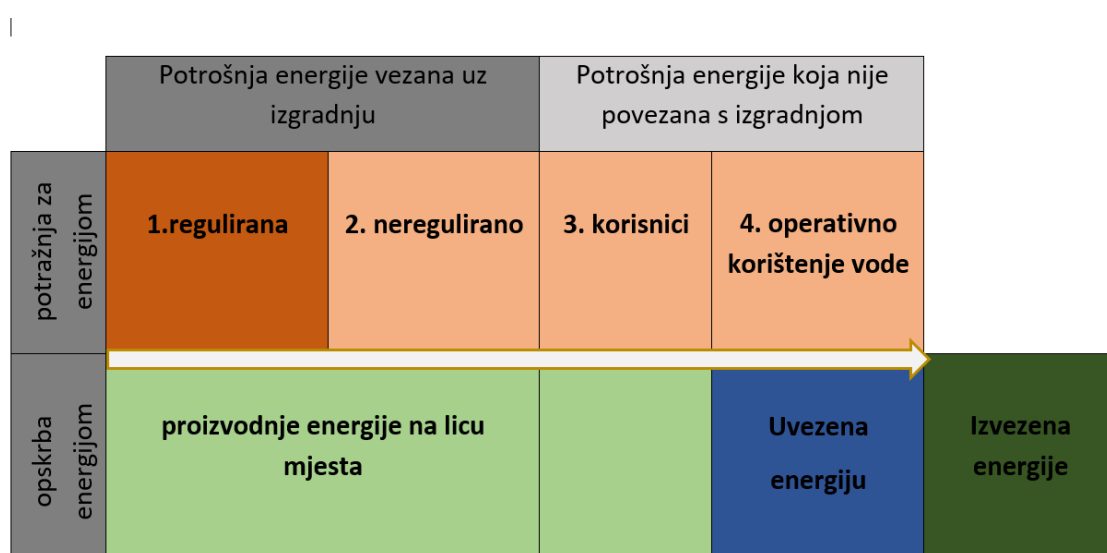 Potrošnja energije vezana uz
izgradnju
Potrošnja energije koja nije
povezana s izgradnjom
potražnja za
energijom
1.regulirana
2. neregulirano
3. korisnici
4. operativno
korištenje vode
opskrba
energijom
proizvodnje energije na licu
mjesta
Uvezena
energiju
Izvezena
energije